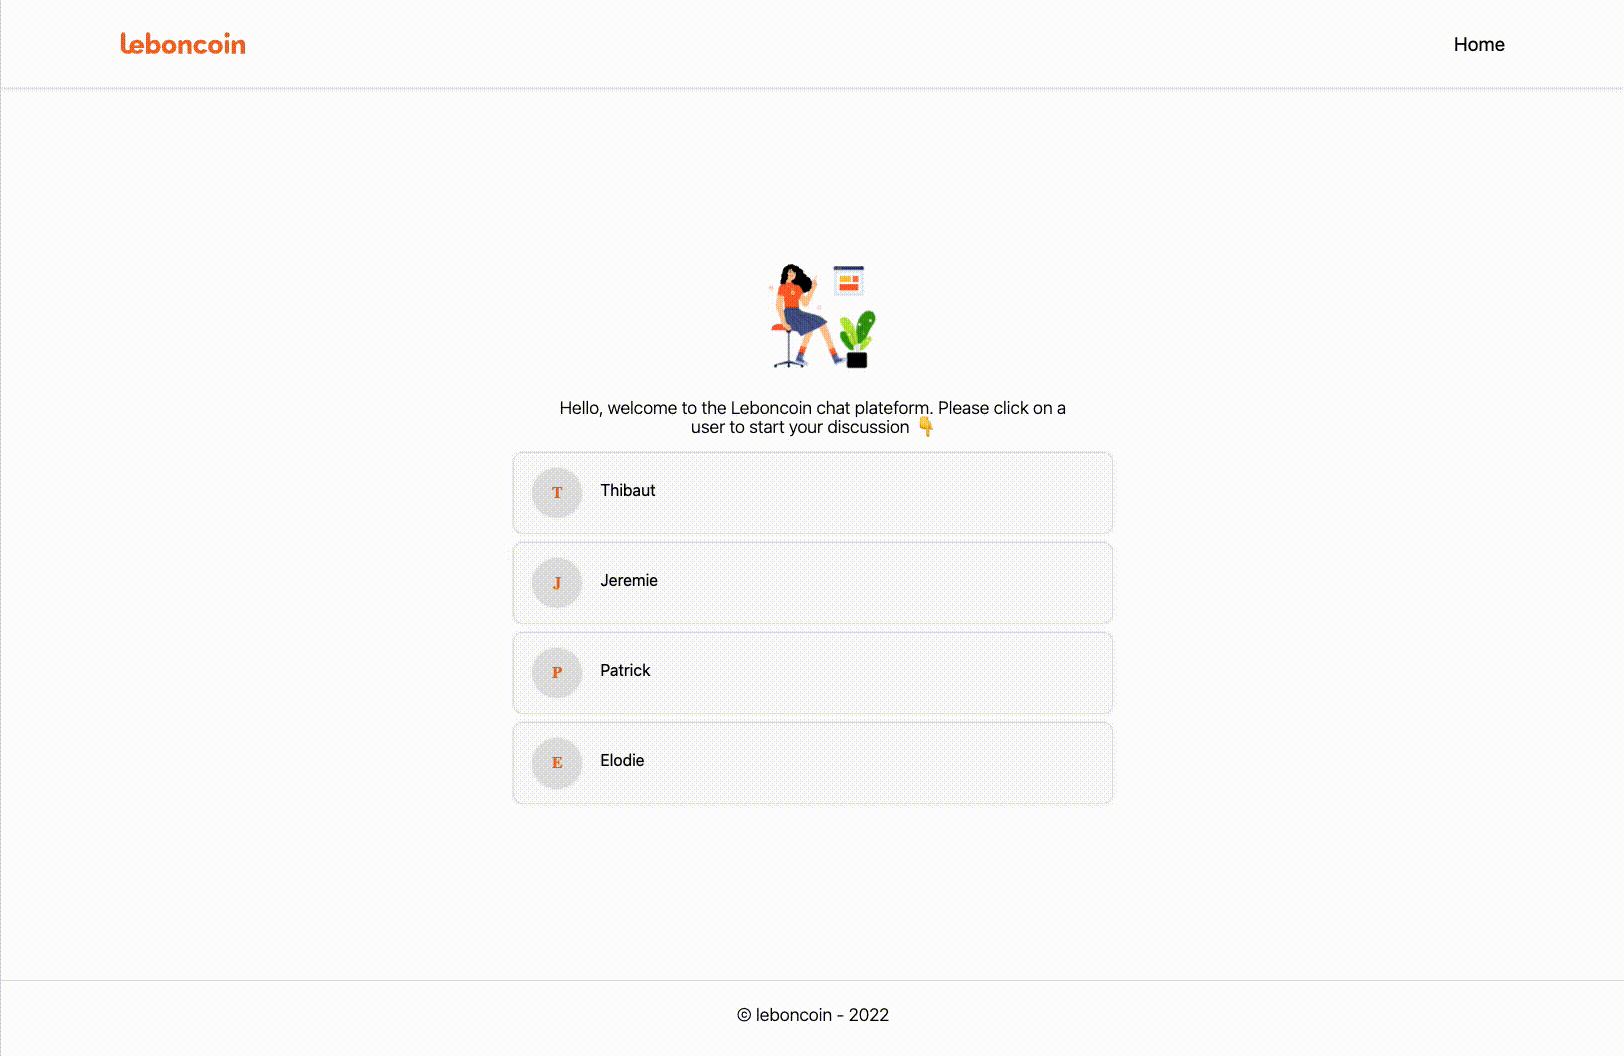 leboncoin
Home
Hello, welcome to the Leboncoin chat plateform. Please click on a
user to start your discussion 👇
T
Thibaut
J
Jeremie
P
Patrick
E
Elodie
© leboncoin - 2022